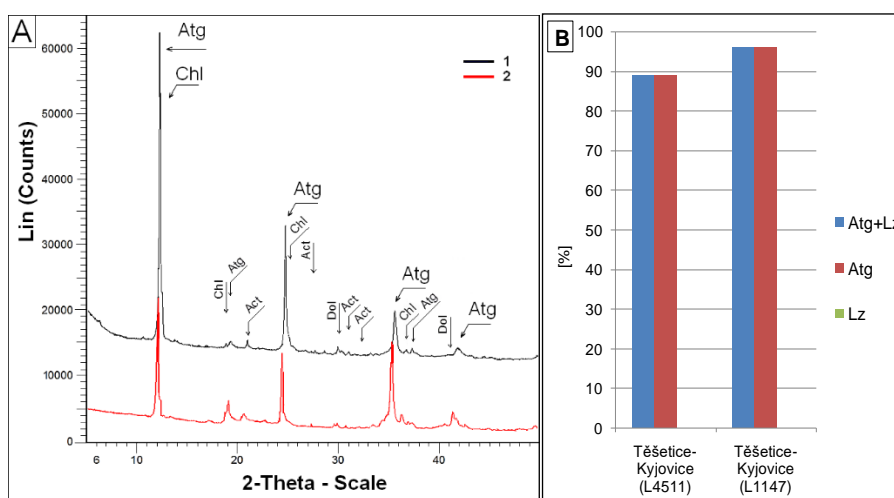 A
Atg
Chl
1
2
60000
50000
40000
30000
20000
10000
0
Lin (Counts)
Chl
Atg
Act
Atg
Chl
Act
Dol
Act
Act
Atg
Chl
Atg
Dol
Atg
6
10
20
30
40
2-Theta - Scale
B
100
90
80
70
60
50
40
30
20
10
0
[%]
Těšetice-
Kyjovice
(L4511)
Těšetice-
Kyjovice
(L1147)
Atg+Lz
Atg
Lz